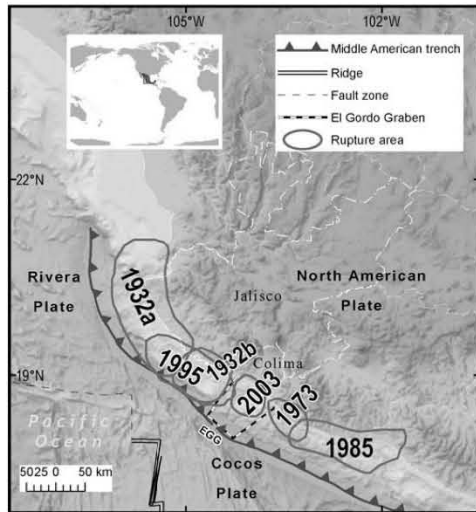 105°W
102°W
Middle American trench
Ridge
Fault zone
El Gordo Graben
Rupture area
22°N
Rivera
Plate
1932a
North American
Plate
Jalisco
1995
1932b
Colima
19°N
2003
1973
1985
Pacific
Ocean
EGG
Cocos
Plate
5025 0 50 km